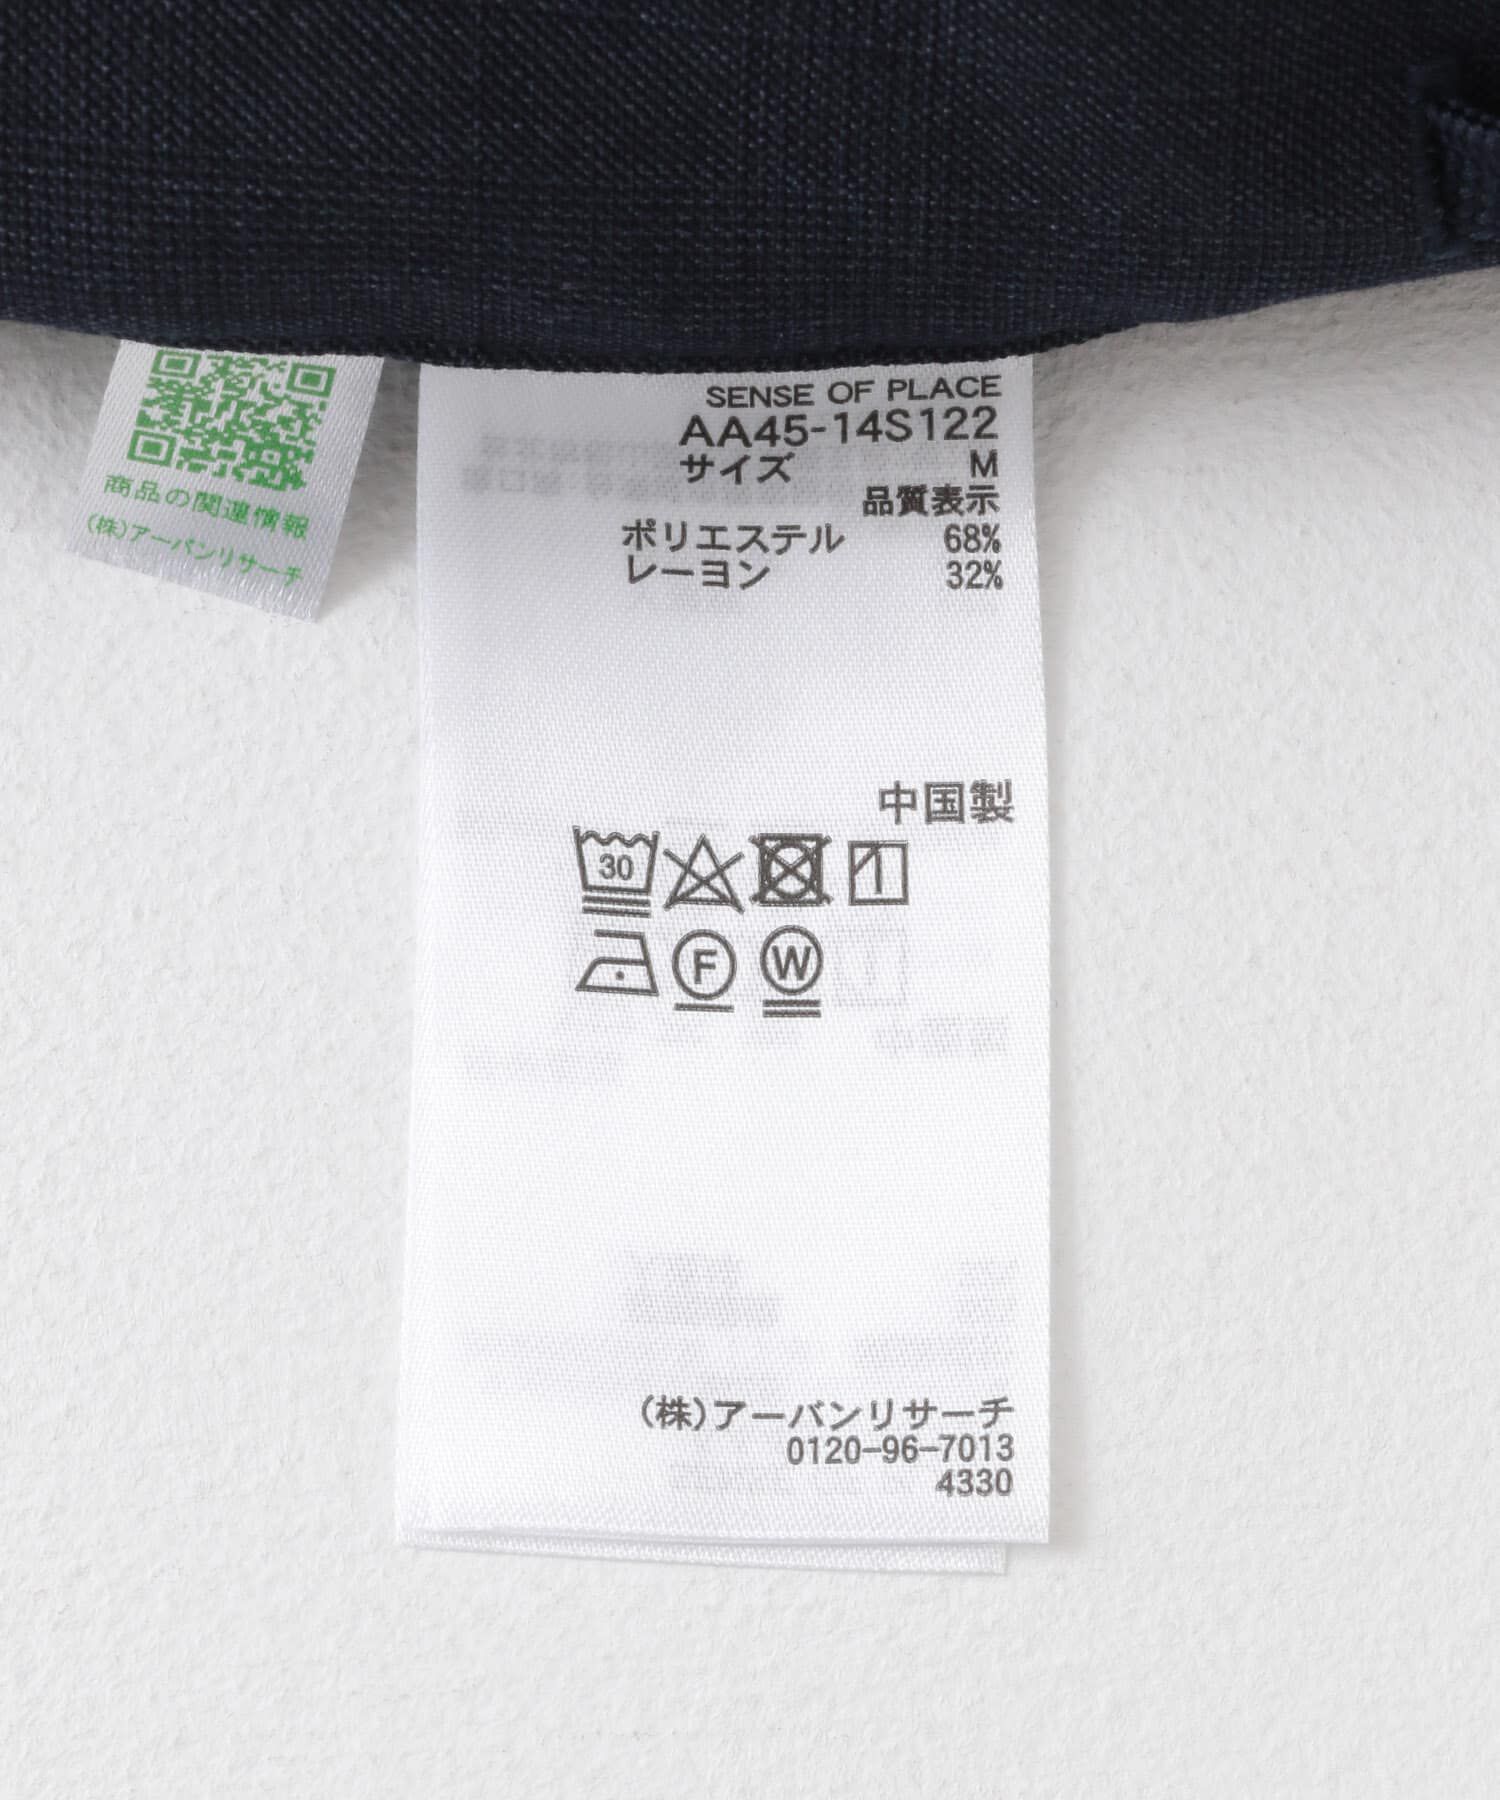 商品の関連情報
(株)アーバンリサーチ
SENSE OF PLACE
AA45-14S122
サイズ M
品質表示
ポリエステル 68%
レーヨン 32%
中国製
30
F W
(株)アーバンリサーチ
0120-96-7013
4330